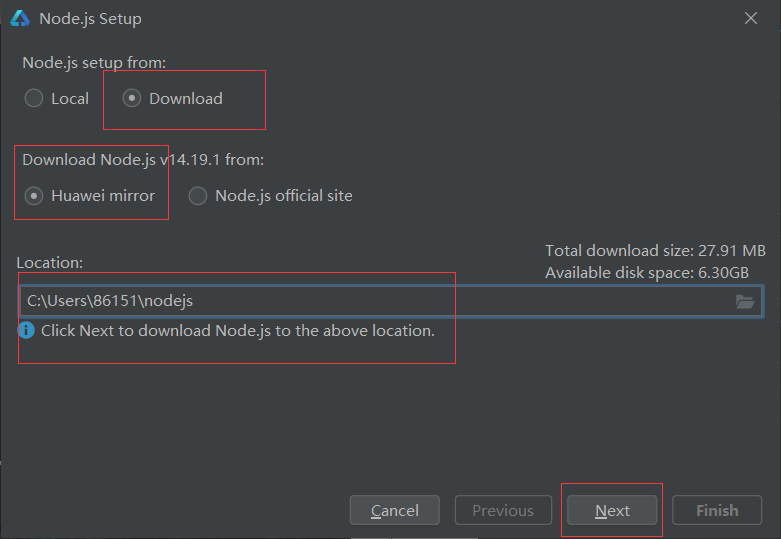 Node.js Setup
Node.js setup from:
Local Download
Download Node.js v14.19.1 from:
Huawei mirror Node.js official site
Total download size: 27.91 MB
Location:
Available disk space: 6.30GB
C:\Users\86151\nodejs
Click Next to download Node.js to the above location.
Cancel Previous Next Finish